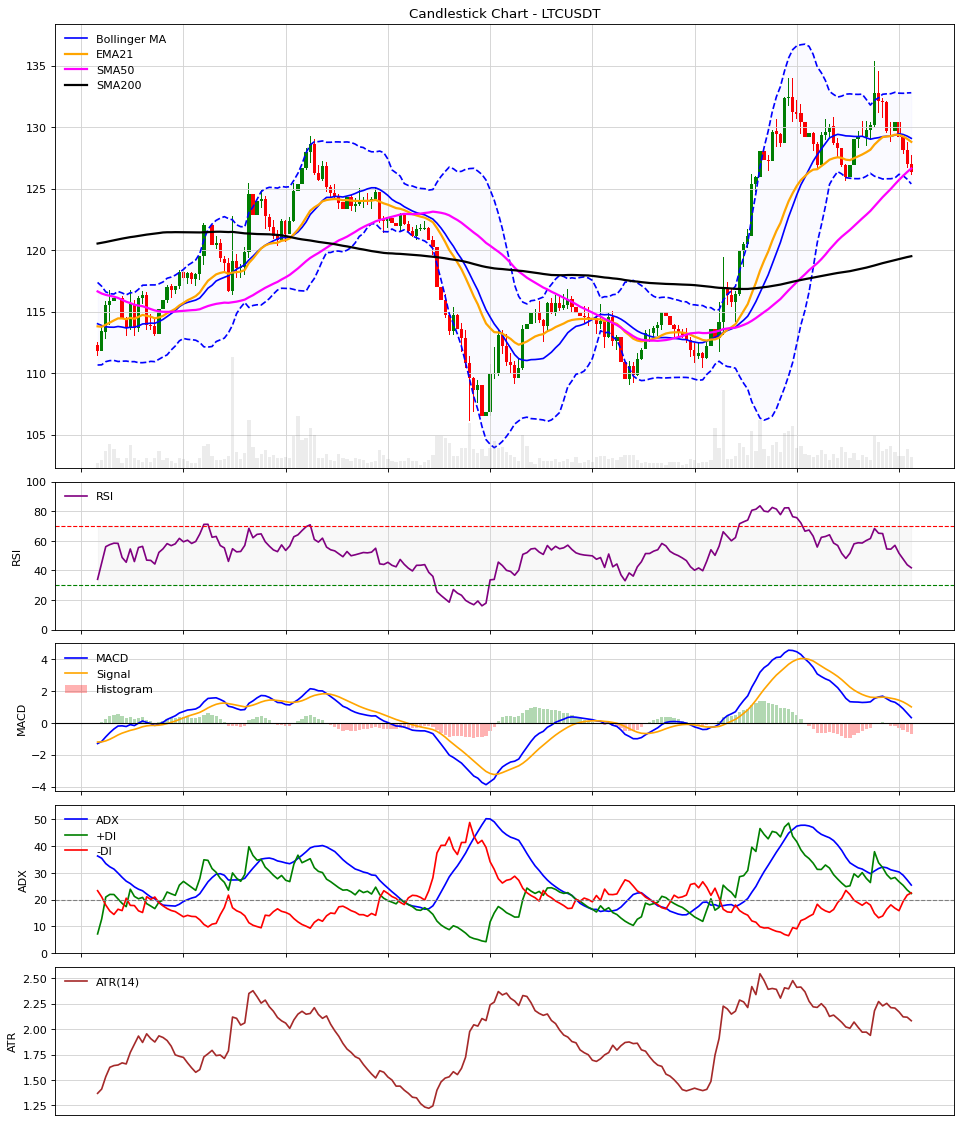 Candlestick Chart - LTCUSDT
Bollinger MA
EMA21
SMA50
SMA200
135
130
125
120
115
110
105
RSI
100
80
60
40
20
0
RSI
MACD
Signal
Histogram
4
2
0
−2
−4
MACD
ADX
+DI
-DI
50
40
30
20
10
0
ADX
ATR(14)
2.50
2.25
2.00
1.75
1.50
1.25
ATR